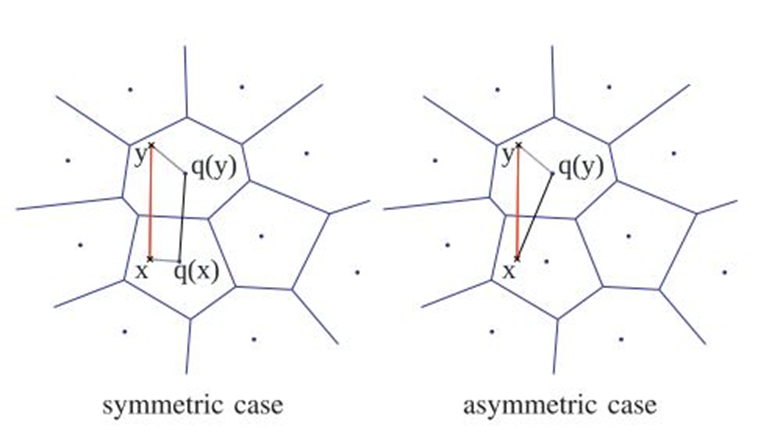 y
q(y)
x
q(x)
symmetric case
y
q(y)
x
asymmetric case